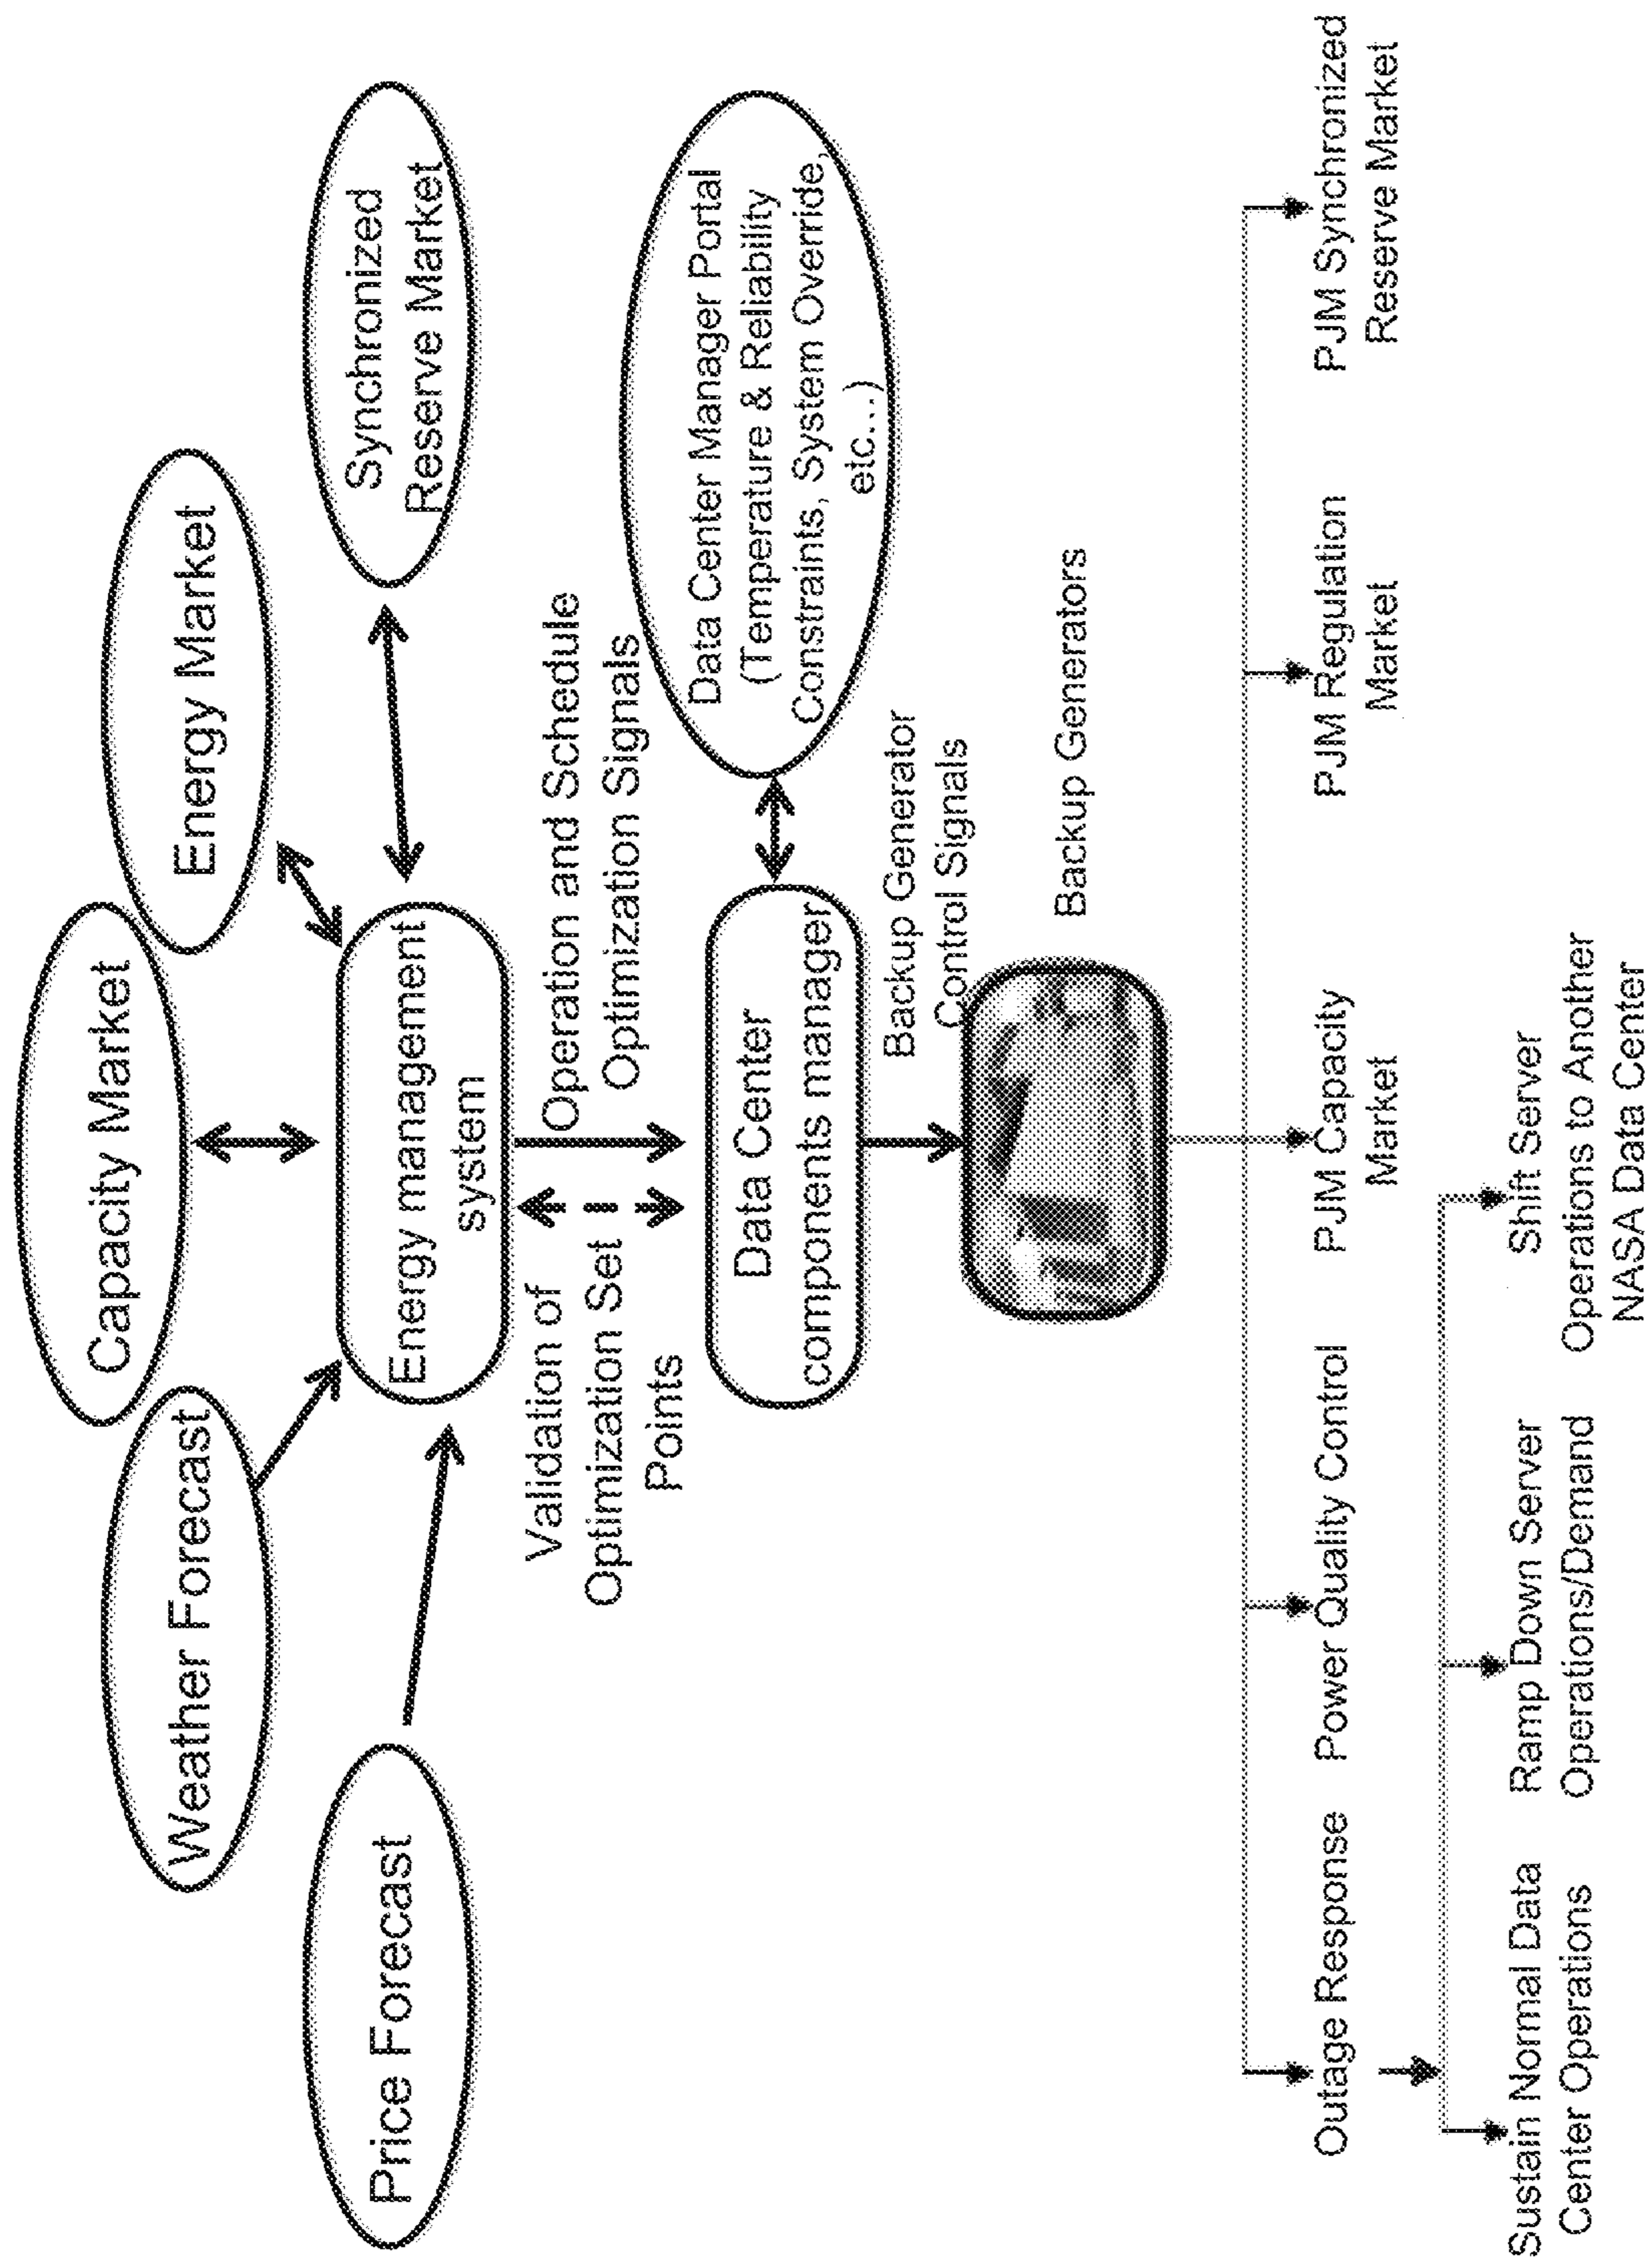 Capacity Market
Weather Forecast
Energy Market
Price Forecast
Energy management
system
Synchronized
Reserve Market
Validation of
Optimization Set
Points
Operation and Schedule
Optimization Signals
Data Center
components manager
Data Center Manager Portal
(Temperature & Reliability
Constraints, System Override,
etc...)
Backup Generator
Control Signals
Backup Generators
Outage Response
Power Quality Control
PJM Capacity
Market
PJM Regulation
Market
PJM Synchronized
Reserve Market
Sustain Normal Data
Center Operations
Ramp Down Server
Operations/Demand
Shift Server
Operations to Another
NASA Data Center